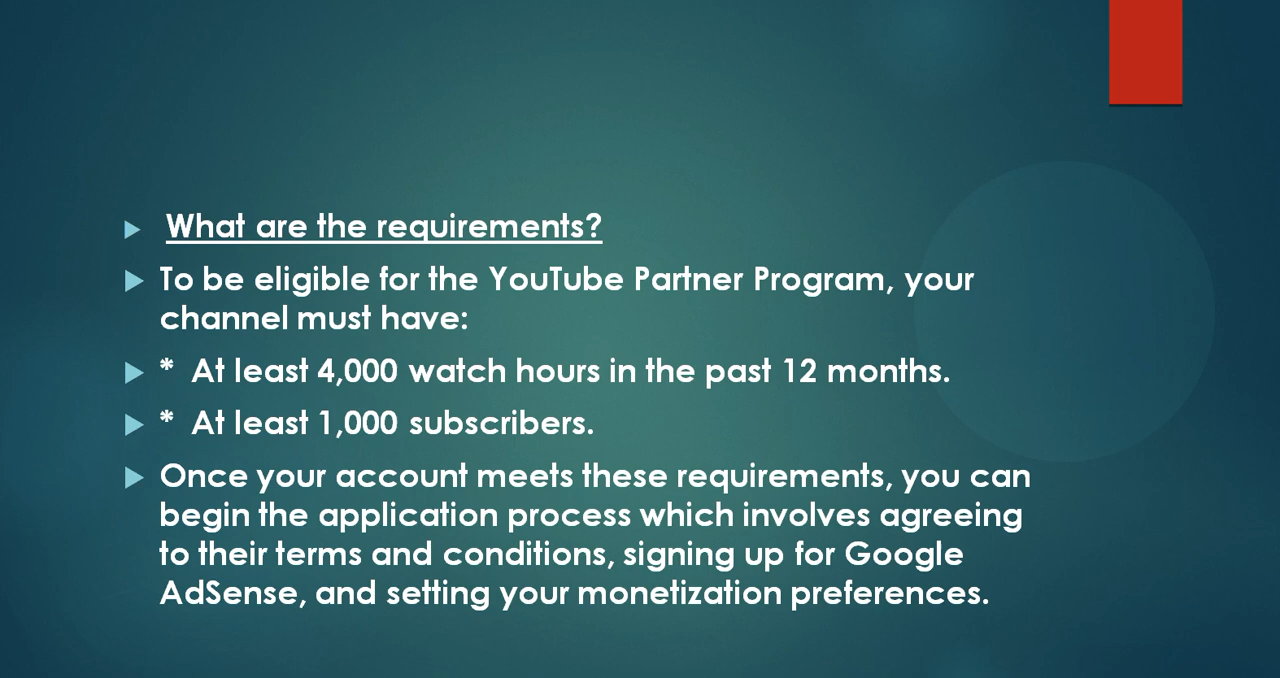 What are the requirements?
To be eligible for the YouTube Partner Program, your
channel must have:
* At least 4,000 watch hours in the past 12 months.
* At least 1,000 subscribers.
Once your account meets these requirements, you can
begin the application process which involves agreeing
to their terms and conditions, signing up for Google
AdSense, and setting your monetization preferences.